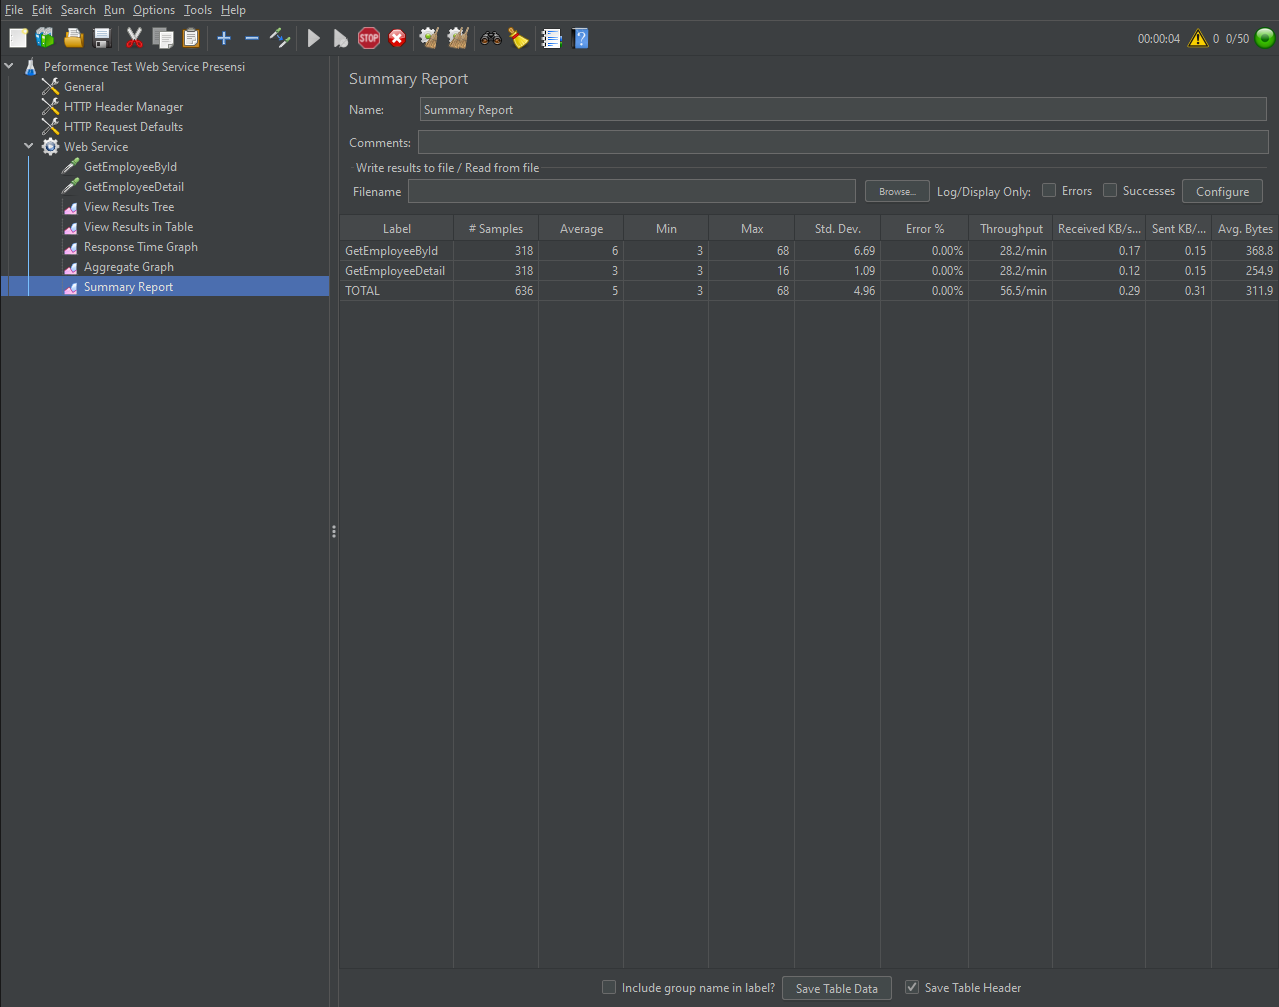 File Edit Search Run Options Tools Help
STOP 00:00:04 0 0/50
Peformence Test Web Service Presensi
General
HTTP Header Manager
HTTP Request Defaults
Web Service
GetEmployeeById
GetEmployeeDetail
View Results Tree
View Results in Table
Response Time Graph
Aggregate Graph
Summary Report
Summary Report
Name: Summary Report
Comments:
Write results to file / Read from file
Filename Browse... Log/Display Only: Errors Successes Configure
Label # Samples Average Min Max Std. Dev. Error % Throughput Received KB/s... Sent KB/... Avg. Bytes
GetEmployeeById 318 6 3 68 6.69 0.00% 28.2/min 0.17 0.15 368.8
GetEmployeeDetail 318 3 3 16 1.09 0.00% 28.2/min 0.12 0.15 254.9
TOTAL 636 5 3 68 4.96 0.00% 56.5/min 0.29 0.31 311.9
Include group name in label? Save Table Data Save Table Header